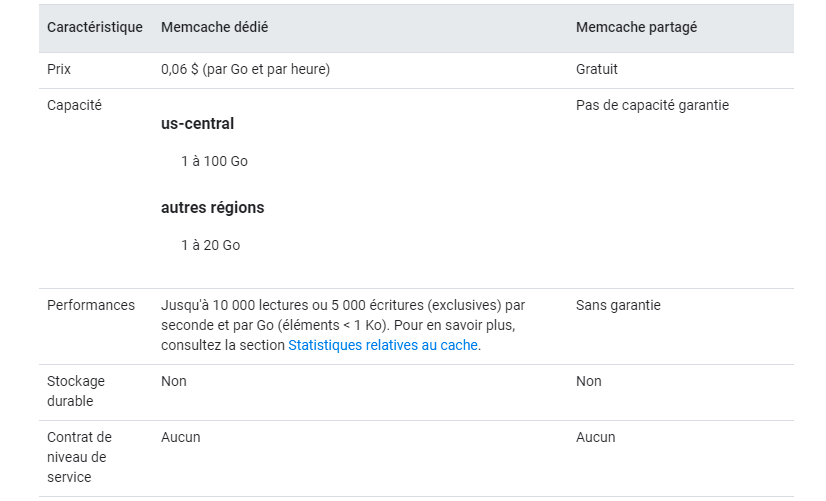 Caractéristique Memcache dédié Memcache partagé
Prix 0,06 $ (par Go et par heure) Gratuit
Capacité Pas de capacité garantie
us-central
1 à 100 Go
autres régions
1 à 20 Go
Performances Jusqu'à 10 000 lectures ou 5 000 écritures (exclusives) par Sans garantie
seconde et par Go (éléments < 1 Ko). Pour en savoir plus,
consultez la section Statistiques relatives au cache.
Stockage Non Non
durable
Contrat de Aucun Aucun
niveau de
service